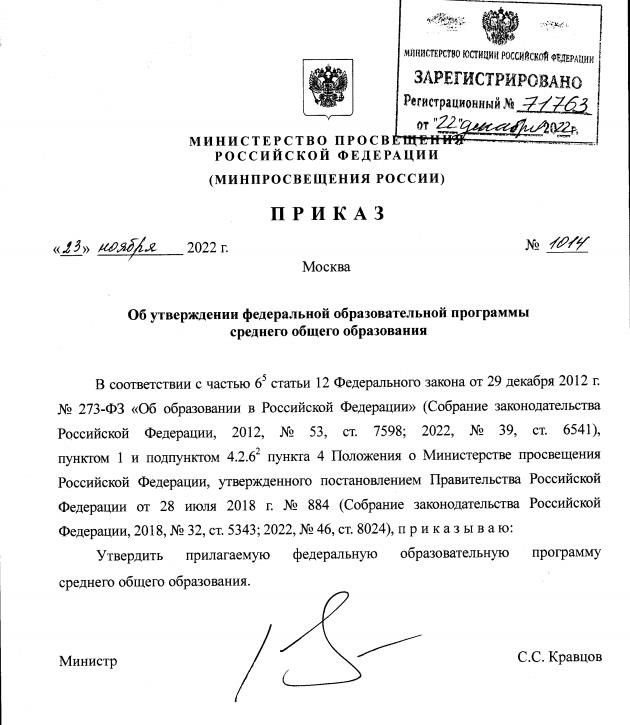 МИНИСТЕРСТВО ЮСТИЦИИ РОССИЙСКОЙ ФЕДЕРАЦИИ
ЗАРЕГИСТРИРОВАНО
Регистрационный № 71763
от "22" декабря 2022 г.
МИНИСТЕРСТВО ПРОСВЕЩЕНИЯ
РОССИЙСКОЙ ФЕДЕРАЦИИ
(МИНПРОСВЕЩЕНИЯ РОССИИ)
П Р И К А З
«23» ноября 2022 г. № 1014
Москва
Об утверждении федеральной образовательной программы
среднего общего образования
В соответствии с частью 6⁵ статьи 12 Федерального закона от 29 декабря 2012 г.
№ 273-ФЗ «Об образовании в Российской Федерации» (Собрание законодательства
Российской Федерации, 2012, № 53, ст. 7598; 2022, № 39, ст. 6541),
пунктом 1 и подпунктом 4.2.6² пункта 4 Положения о Министерстве просвещения
Российской Федерации, утвержденного постановлением Правительства Российской
Федерации от 28 июля 2018 г. № 884 (Собрание законодательства Российской
Федерации, 2018, № 32, ст. 5343; 2022, № 46, ст. 8024), п р и к а з ы в а ю:
Утвердить прилагаемую федеральную образовательную программу
среднего общего образования.
Министр С.С. Кравцов